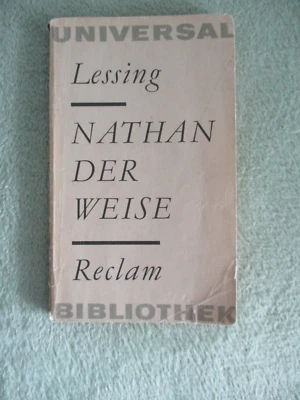 UNIVERSAL
Lessing
NATHAN
DER
WEISE
Reclam
BIBLIOTHEK